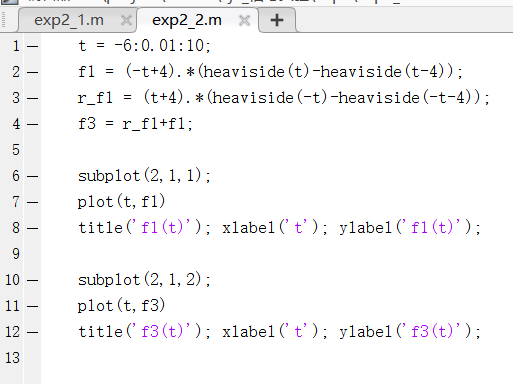 exp2_1.m × exp2_2.m × +
1 — t = -6:0.01:10;
2 — f1 = (-t+4).*(heaviside(t)-heaviside(t-4));
3 — r_f1 = (t+4).*(heaviside(-t)-heaviside(-t-4));
4 — f3 = r_f1+f1;
5
6 — subplot(2,1,1);
7 — plot(t,f1)
8 — title('f1(t)'); xlabel('t'); ylabel('f1(t)');
9
10 — subplot(2,1,2);
11 — plot(t,f3)
12 — title('f3(t)'); xlabel('t'); ylabel('f3(t)');
13